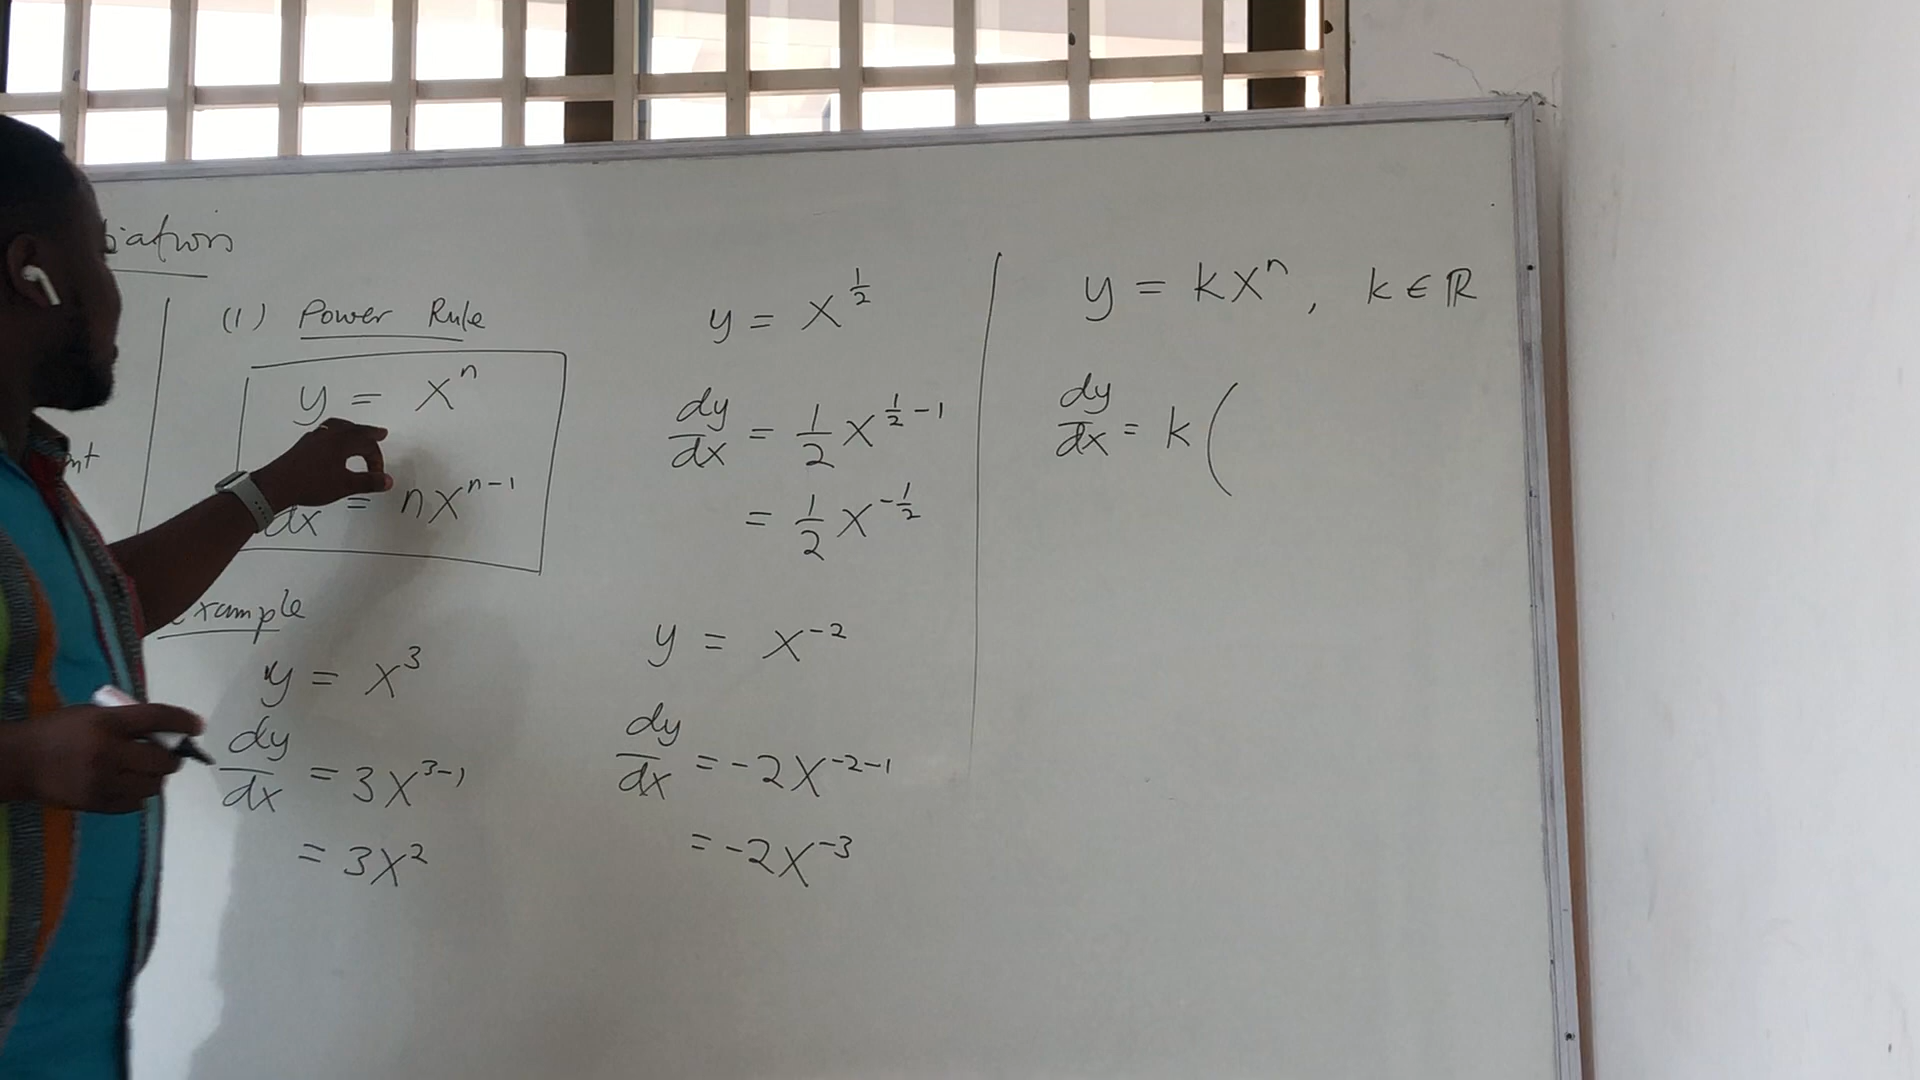 (1) Power Rule
y = xⁿ
dx = nxⁿ⁻¹
example
y = x³
dy/dx = 3x³⁻¹
= 3x²
y = x^(1/2)
dy/dx = 1/2 x^(1/2 - 1)
= 1/2 x^(-1/2)
y = x⁻²
dy/dx = -2x⁻²⁻¹
= -2x⁻³
y = kxⁿ, k ∈ ℝ
dy/dx = k (